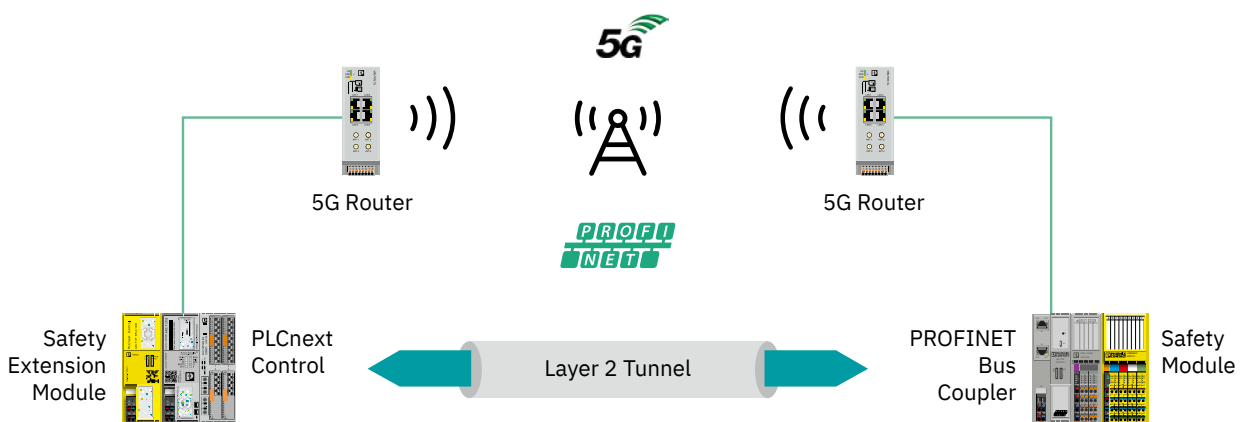 5G
5G Router
5G Router
PROFI
NET
Safety
Extension
Module
PLCnext
Control
Layer 2 Tunnel
PROFINET
Bus
Coupler
Safety
Module